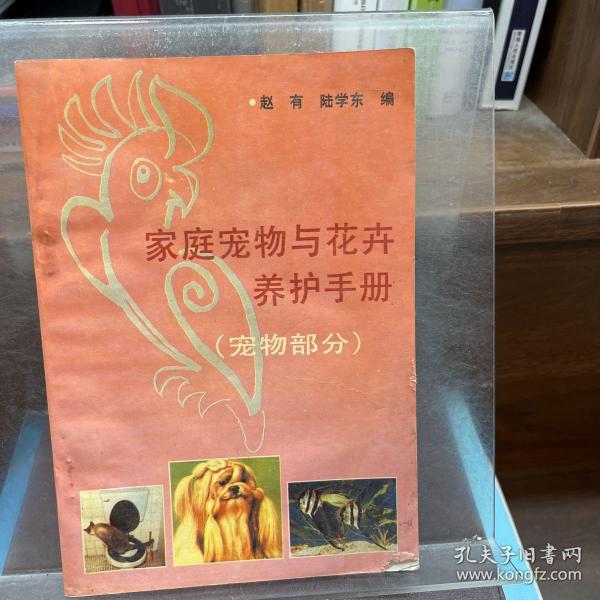 赵有 陆学东 编
家庭宠物与花卉
养护手册
（宠物部分）
孔夫子旧书网
www.kongfz.com